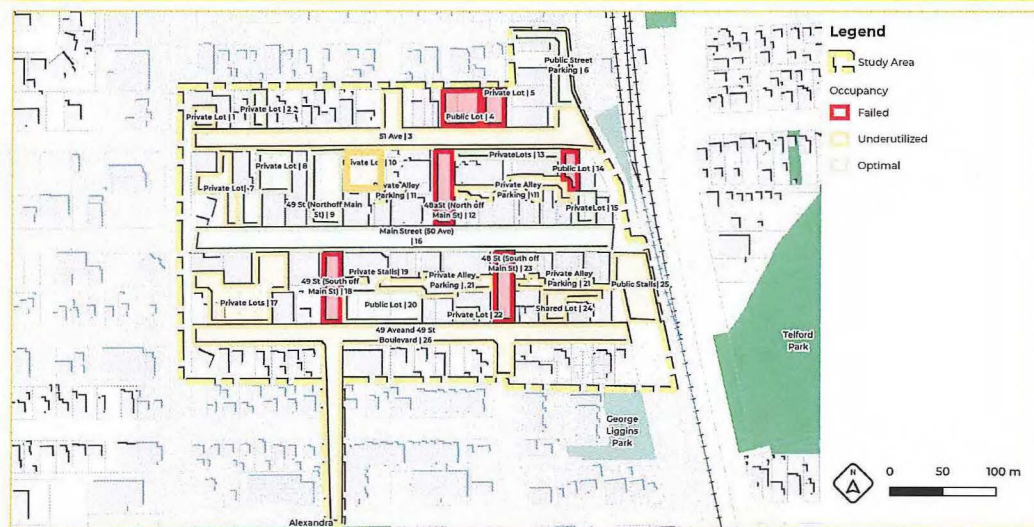 Legend
Study Area
Occupancy
Failed
Underutilized
Optimal
Public Street
Parking | 6
Private Lot | 5
Private Lot | 2
Private Lot | 1
Public Lot | 4
51 Ave | 3
PrivateLots | 13
Private Lot | 10
Private Lot | 8
Public Lot | 14
Private Lot | 7
Private Alley
Parking | 11
Private Alley
Parking | 11
49 St (Northoff Main
St) | 9
48aSt (North off
Main St) | 12
PrivateLot | 15
Main Street (50 Ave)
| 16
48 St (South off
Main St) | 23
Private Stalls | 19
49 St (South off
Main St) | 18
Private Alley
Parking | 21
Private Alley
Parking | 21
Public Stalls | 25
Private Lots | 17
Public Lot | 20
Private Lot | 22
Shared Lot | 24
49 Aveand 49 St
Boulevard | 26
Telford
Park
George
Liggins
Park
N
0 50 100 m
Alexandra